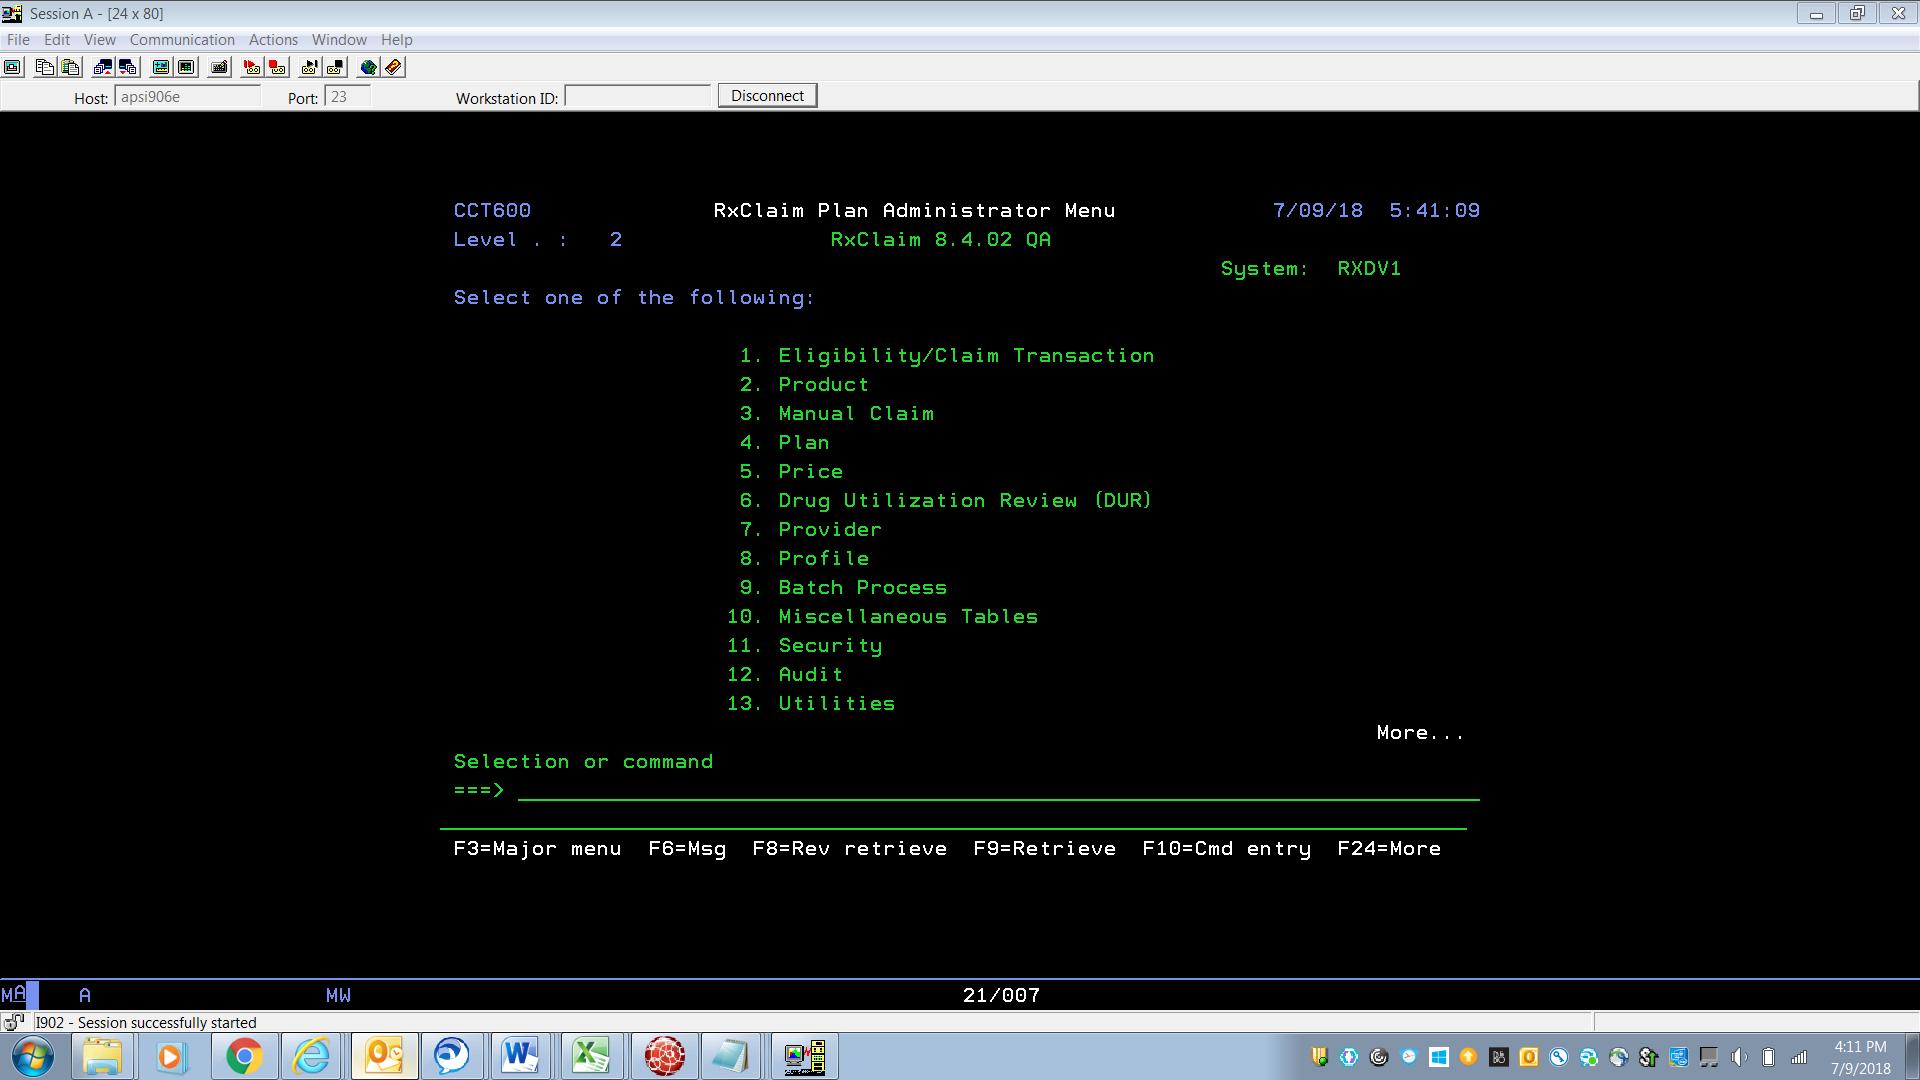 Session A - [24 x 80]
File Edit View Communication Actions Window Help
Host: apsi906e Port: 23 Workstation ID: Disconnect
CCT600 RxClaim Plan Administrator Menu 7/09/18 5:41:09
Level . : 2 RxClaim 8.4.02 QA
System: RXDV1
Select one of the following:
1. Eligibility/Claim Transaction
2. Product
3. Manual Claim
4. Plan
5. Price
6. Drug Utilization Review (DUR)
7. Provider
8. Profile
9. Batch Process
10. Miscellaneous Tables
11. Security
12. Audit
13. Utilities
More...
Selection or command
===>
F3=Major menu F6=Msg F8=Rev retrieve F9=Retrieve F10=Cmd entry F24=More
MA A MW 21/007
I902 - Session successfully started
4:11 PM
7/9/2018